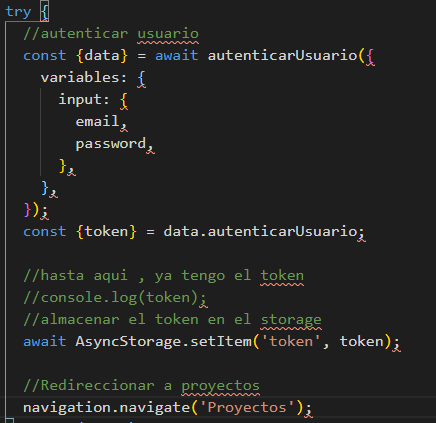 try {
//autenticar usuario
const {data} = await autenticarUsuario({
variables: {
input: {
email,
password,
},
},
});
const {token} = data.autenticarUsuario;
//hasta aqui , ya tengo el token
//console.log(token);
//almacenar el token en el storage
await AsyncStorage.setItem('token', token);
//Redireccionar a proyectos
navigation.navigate('Proyectos');